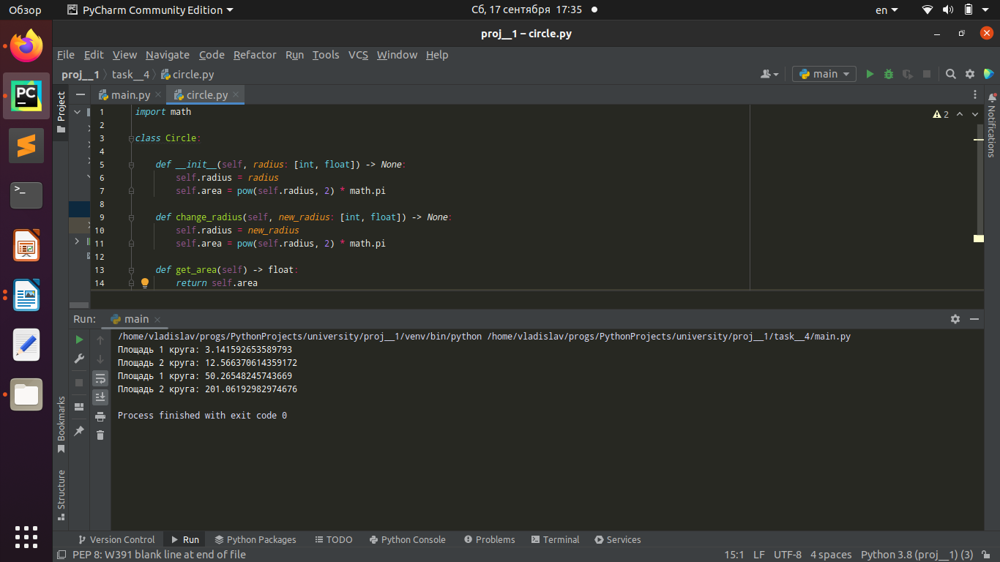 Обзор PyCharm Community Edition Сб, 17 сентября 17:35 en
proj__1 – circle.py
File Edit View Navigate Code Refactor Run Tools VCS Window Help
proj__1 task__4 circle.py main
Project main.py circle.py
1 import math 2
2
3 class Circle:
4
5 def __init__(self, radius: [int, float]) -> None:
6 self.radius = radius
7 self.area = pow(self.radius, 2) * math.pi
8
9 def change_radius(self, new_radius: [int, float]) -> None:
10 self.radius = new_radius
11 self.area = pow(self.radius, 2) * math.pi
12
13 def get_area(self) -> float:
14 return self.area
Notifications
Run: main
/home/vladislav/progs/PythonProjects/university/proj__1/venv/bin/python /home/vladislav/progs/PythonProjects/university/proj__1/task__4/main.py
Площадь 1 круга: 3.141592653589793
Площадь 2 круга: 12.566370614359172
Площадь 1 круга: 50.26548245743669
Площадь 2 круга: 201.06192982974676
Process finished with exit code 0
Bookmarks
Structure
Version Control Run Python Packages TODO Python Console Problems Terminal Services
PEP 8: W391 blank line at end of file 15:1 LF UTF-8 4 spaces Python 3.8 (proj__1) (3)
PC
>_